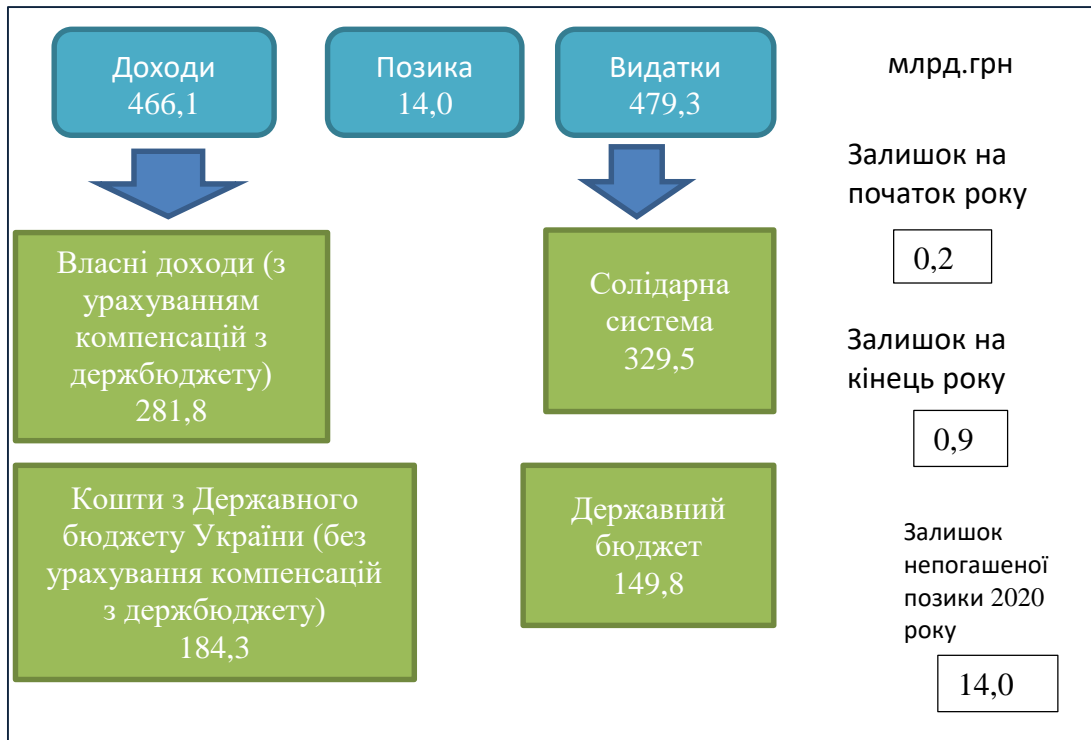 Доходи
466,1
Позика
14,0
Видатки
479,3
млрд.грн
Власні доходи (з
урахуванням
компенсацій з
держбюджету)
281,8
Кошти з Державного
бюджету України (без
урахування компенсацій
з держбюджету)
184,3
Солідарна
система
329,5
Державний
бюджет
149,8
Залишок на
початок року
0,2
Залишок на
кінець року
0,9
Залишок
непогашеної
позики 2020
року
14,0